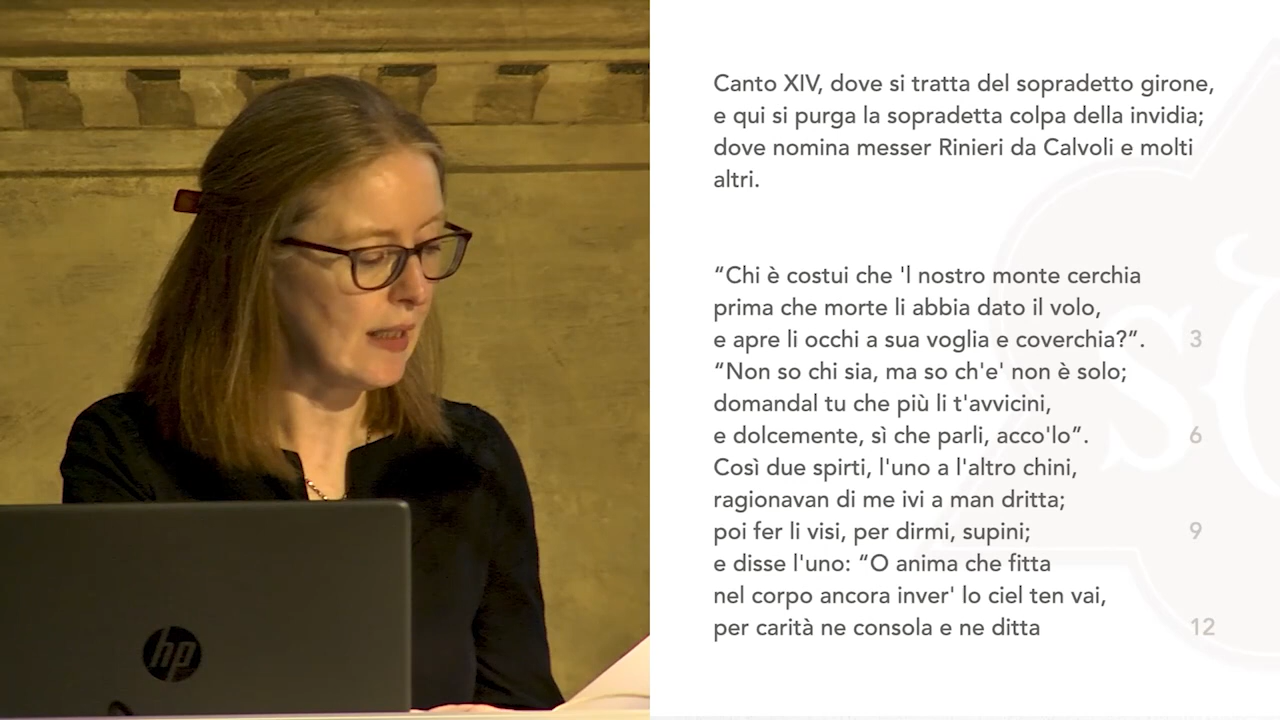 Canto XIV, dove si tratta del sopradetto girone,
e qui si purga la sopradetta colpa della invidia;
dove nomina messer Rinieri da Calvoli e molti
altri.
“Chi è costui che 'l nostro monte cerchia
prima che morte li abbia dato il volo,
e apre li occhi a sua voglia e coverchia?”. 3
“Non so chi sia, ma so ch'e' non è solo;
domandal tu che più li t'avvicini,
e dolcemente, sì che parli, acco'lo”. 6
Così due spirti, l'uno a l'altro chini,
ragionavan di me ivi a man dritta;
poi fer li visi, per dirmi, supini; 9
e disse l'uno: “O anima che fitta
nel corpo ancora inver' lo ciel ten vai,
per carità ne consola e ne ditta 12
hp